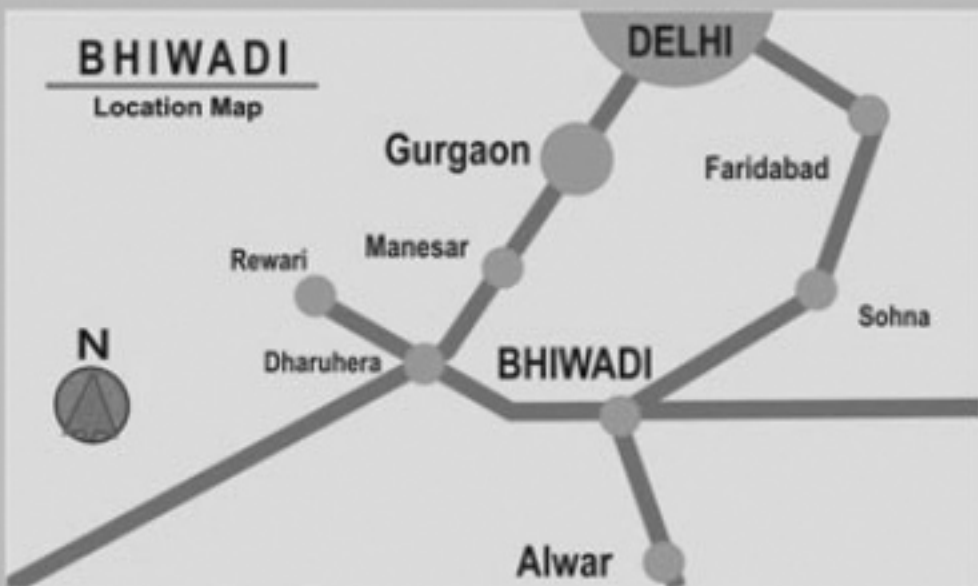 BHIWADI
Location Map
DELHI
Gurgaon
Faridabad
Manesar
Rewari
Sohna
N
Dharuhera
BHIWADI
Alwar